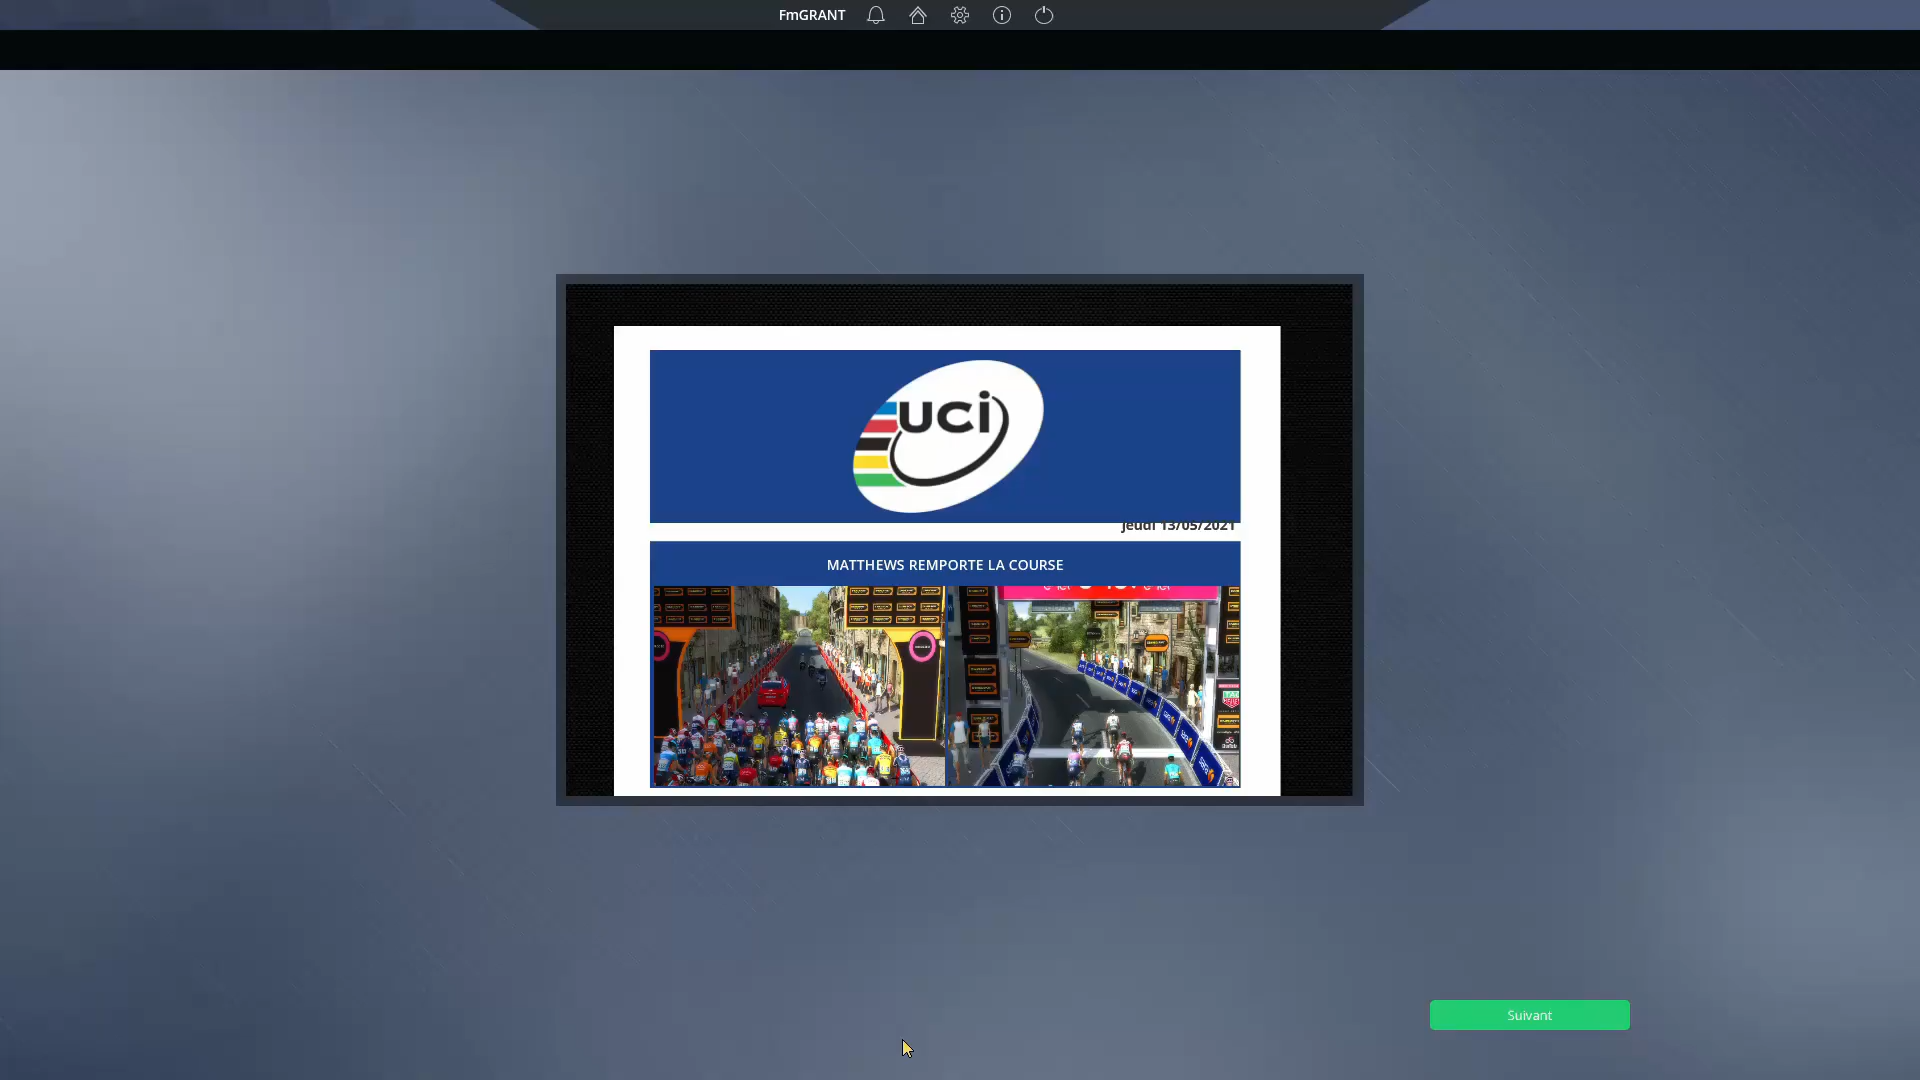 FmGRANT
uci
jeudi 13/05/2021
MATTHEWS REMPORTE LA COURSE
Suivant